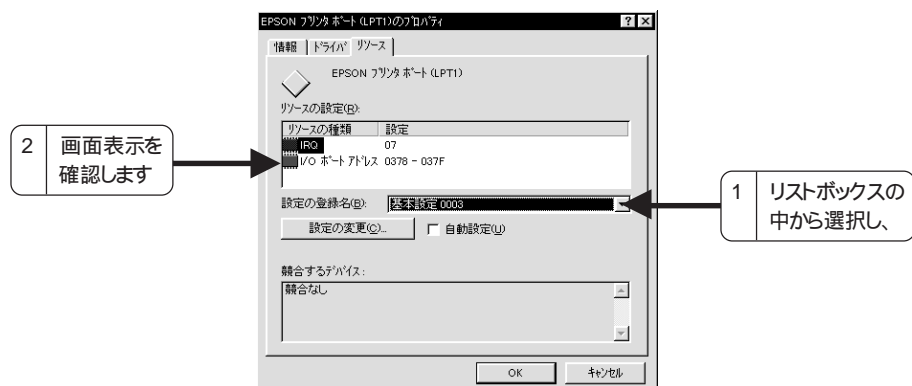 EPSON プリンタ ポート (LPT1)のプロパティ
情報 ドライバ リソース
EPSON プリンタ ポート (LPT1)
リソースの設定(R):
リソースの種類 設定
IRQ 07
I/O ポート アドレス 0378 - 037F
設定の登録名(B): 基本設定 0003
設定の変更(C)... 自動設定(U)
競合するデバイス:
競合なし
OK キャンセル
2 画面表示を
確認します
1 リストボックスの
中から選択し、